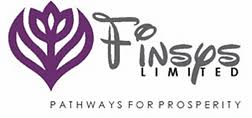 Finsys
LIMITED
PATHWAYS FOR PROSPERITY